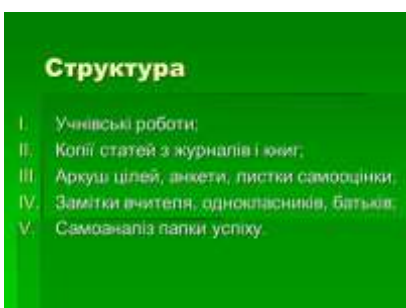 Структура
I. Учнівські роботи;
II. Копії статей з журналів і книг;
III. Аркуш цілей, анкети, листки самооцінки;
IV. Замітки вчителя, однокласників, батьків;
V. Самоаналіз папки успіху.